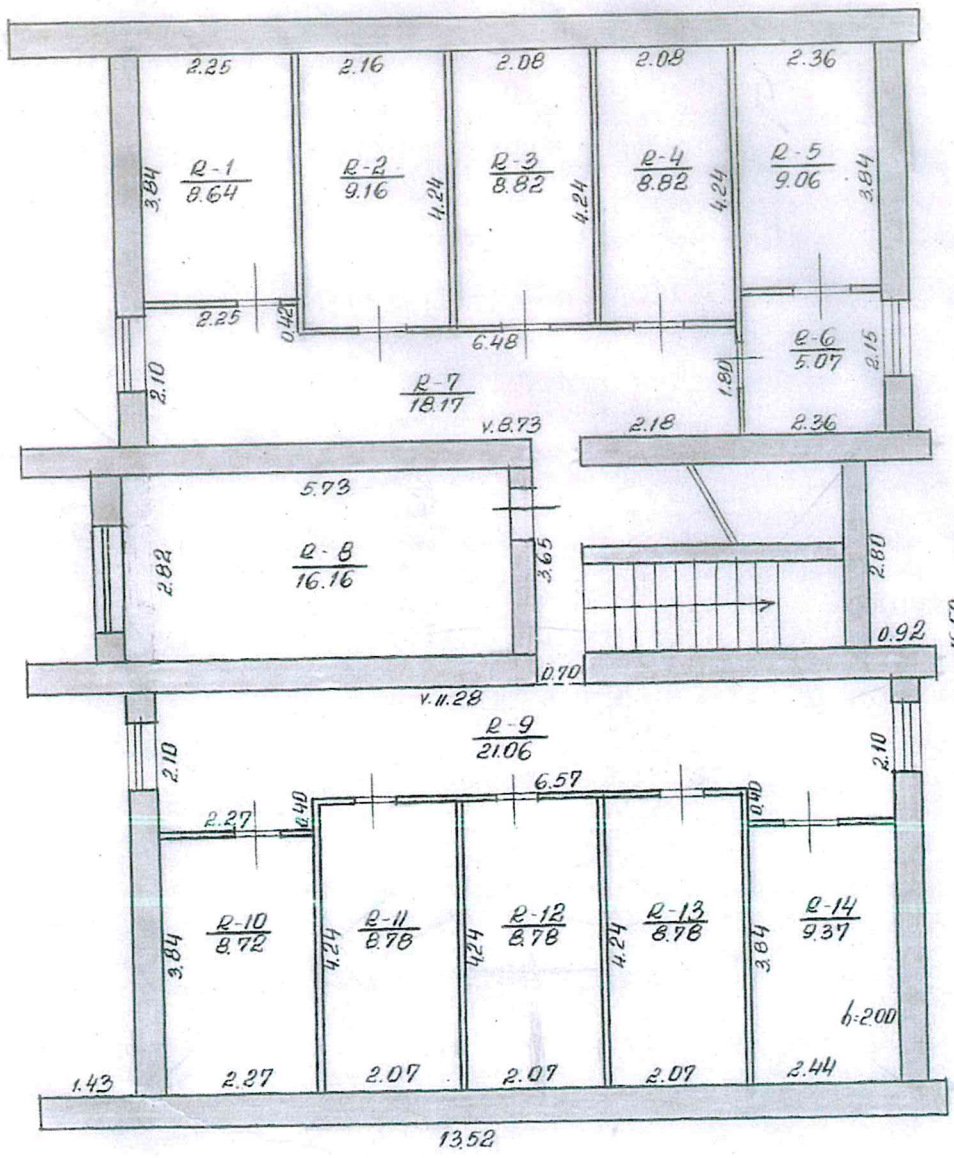 2.25 2.16 2.08 2.08 2.36
R-1
8.64
R-2
9.16
R-3
8.82
R-4
8.82
R-5
9.06
3.84 4.24 4.24 4.24 3.84
2.25 0.42 6.48
R-6
5.07
2.10 1.80 2.15
R-7
18.17
v.8.73 2.18 2.36
5.73
R-8
16.16
2.82 3.65 2.80
0.92
0.70
v.11.28
R-9
21.06
2.10 2.10
6.57
2.27 0.40 0.40
R-10
8.72
R-11
8.78
R-12
8.78
R-13
8.78
R-14
9.37
3.84 4.24 4.24 4.24 3.84
h=2.00
1.43 2.27 2.07 2.07 2.07 2.44
13.52